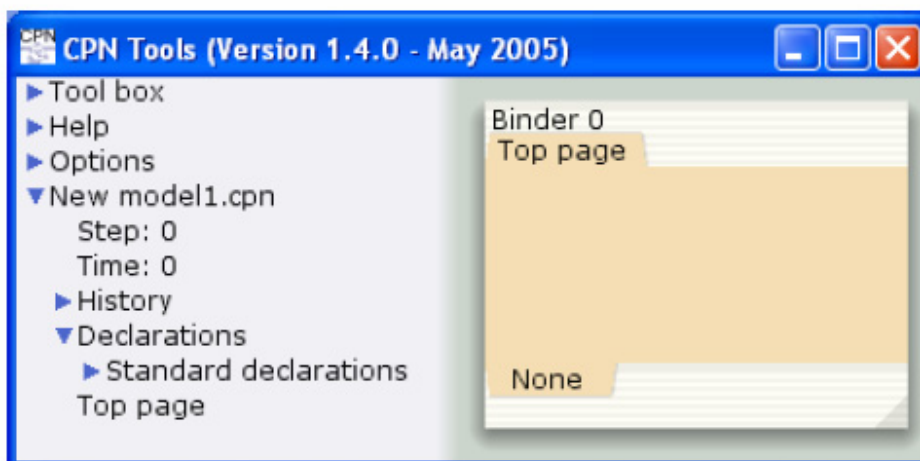 CPN Tools (Version 1.4.0 - May 2005)
Tool box
Help
Options
New model1.cpn
Step: 0
Time: 0
History
Declarations
Standard declarations
Top page
Binder 0
Top page
None